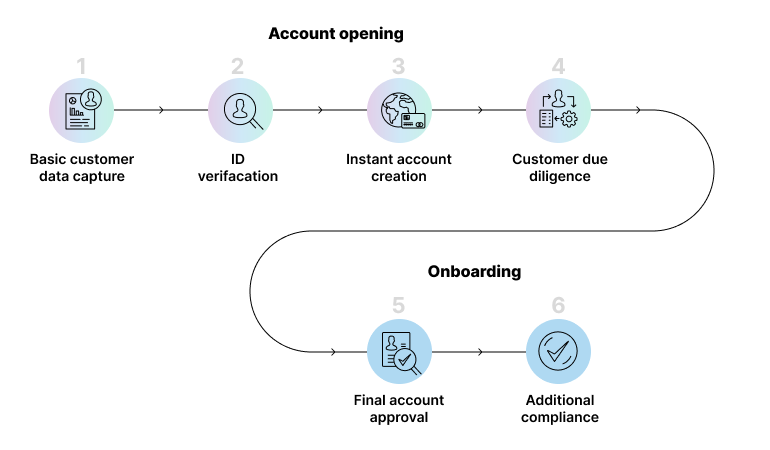 Account opening
1
2
3
4
Basic customer
data capture
ID
verifacation
Instant account
creation
Customer due
diligence
Onboarding
5
6
Final account
approval
Additional
compliance